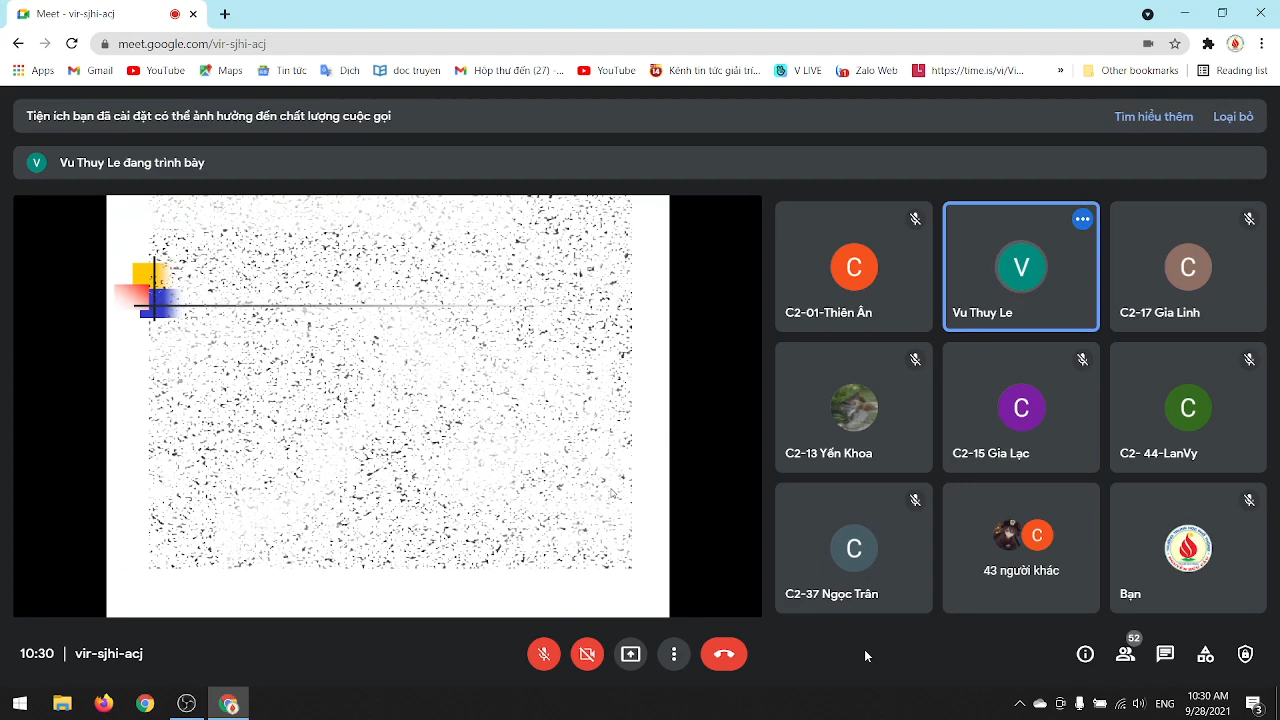 Meet - vir-sjhi-acj
meet.google.com/vir-sjhi-acj
Apps Gmail YouTube Maps Tin tức Dịch doc truyen Hộp thư đến (27) -... YouTube Kênh tin tức giải trí... V LIVE Zalo Web https://time.is/vi/Vi... » Other bookmarks Reading list
Tiện ích bạn đã cài đặt có thể ảnh hưởng đến chất lượng cuộc gọi Tìm hiểu thêm Loại bỏ
V Vu Thuy Le đang trình bày
C V C
C2-01-Thiên Ân Vu Thuy Le C2-17 Gia Linh
C C
C2-13 Yến Khoa C2-15 Gia Lạc C2- 44-LanVy
C C
C2-37 Ngọc Trân 43 người khác Bạn
10:30 | vir-sjhi-acj 52
ENG 10:30 AM
9/28/2021 3